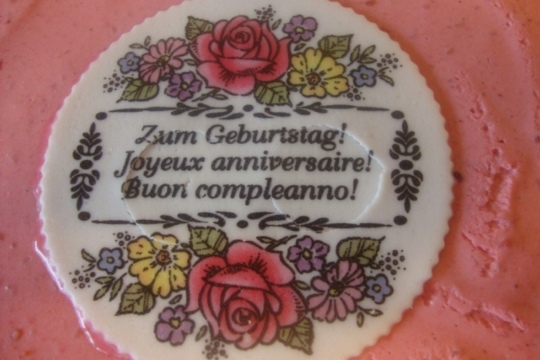 Zum Geburtstag!
Joyeux anniversaire!
Buon compleanno!